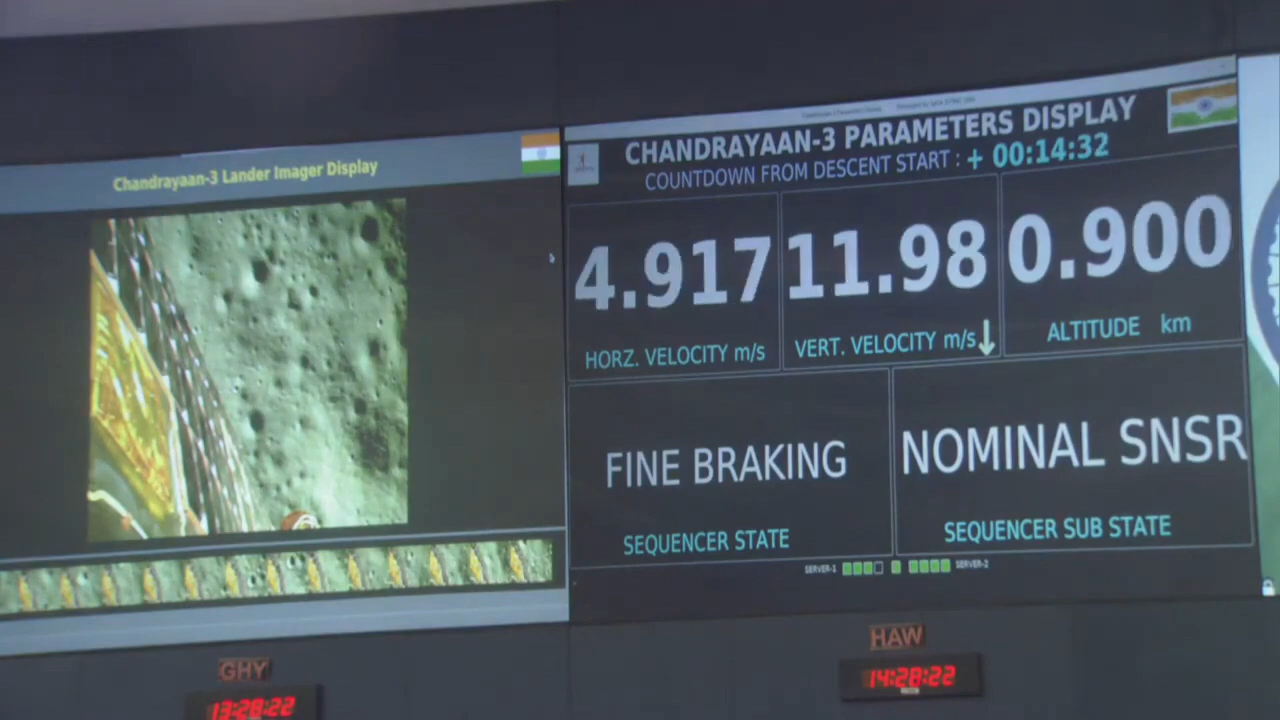 Chandrayaan-3 Lander Imager Display
CHANDRAYAAN-3 PARAMETERS DISPLAY
COUNTDOWN FROM DESCENT START : + 00:14:32
4.917
HORZ. VELOCITY m/s
11.98
VERT. VELOCITY m/s
0.900
ALTITUDE km
FINE BRAKING
SEQUENCER STATE
NOMINAL SNSR
SEQUENCER SUB STATE
SERVER-1
SERVER-2
GHY
13:28:22
HAW
14:28:22